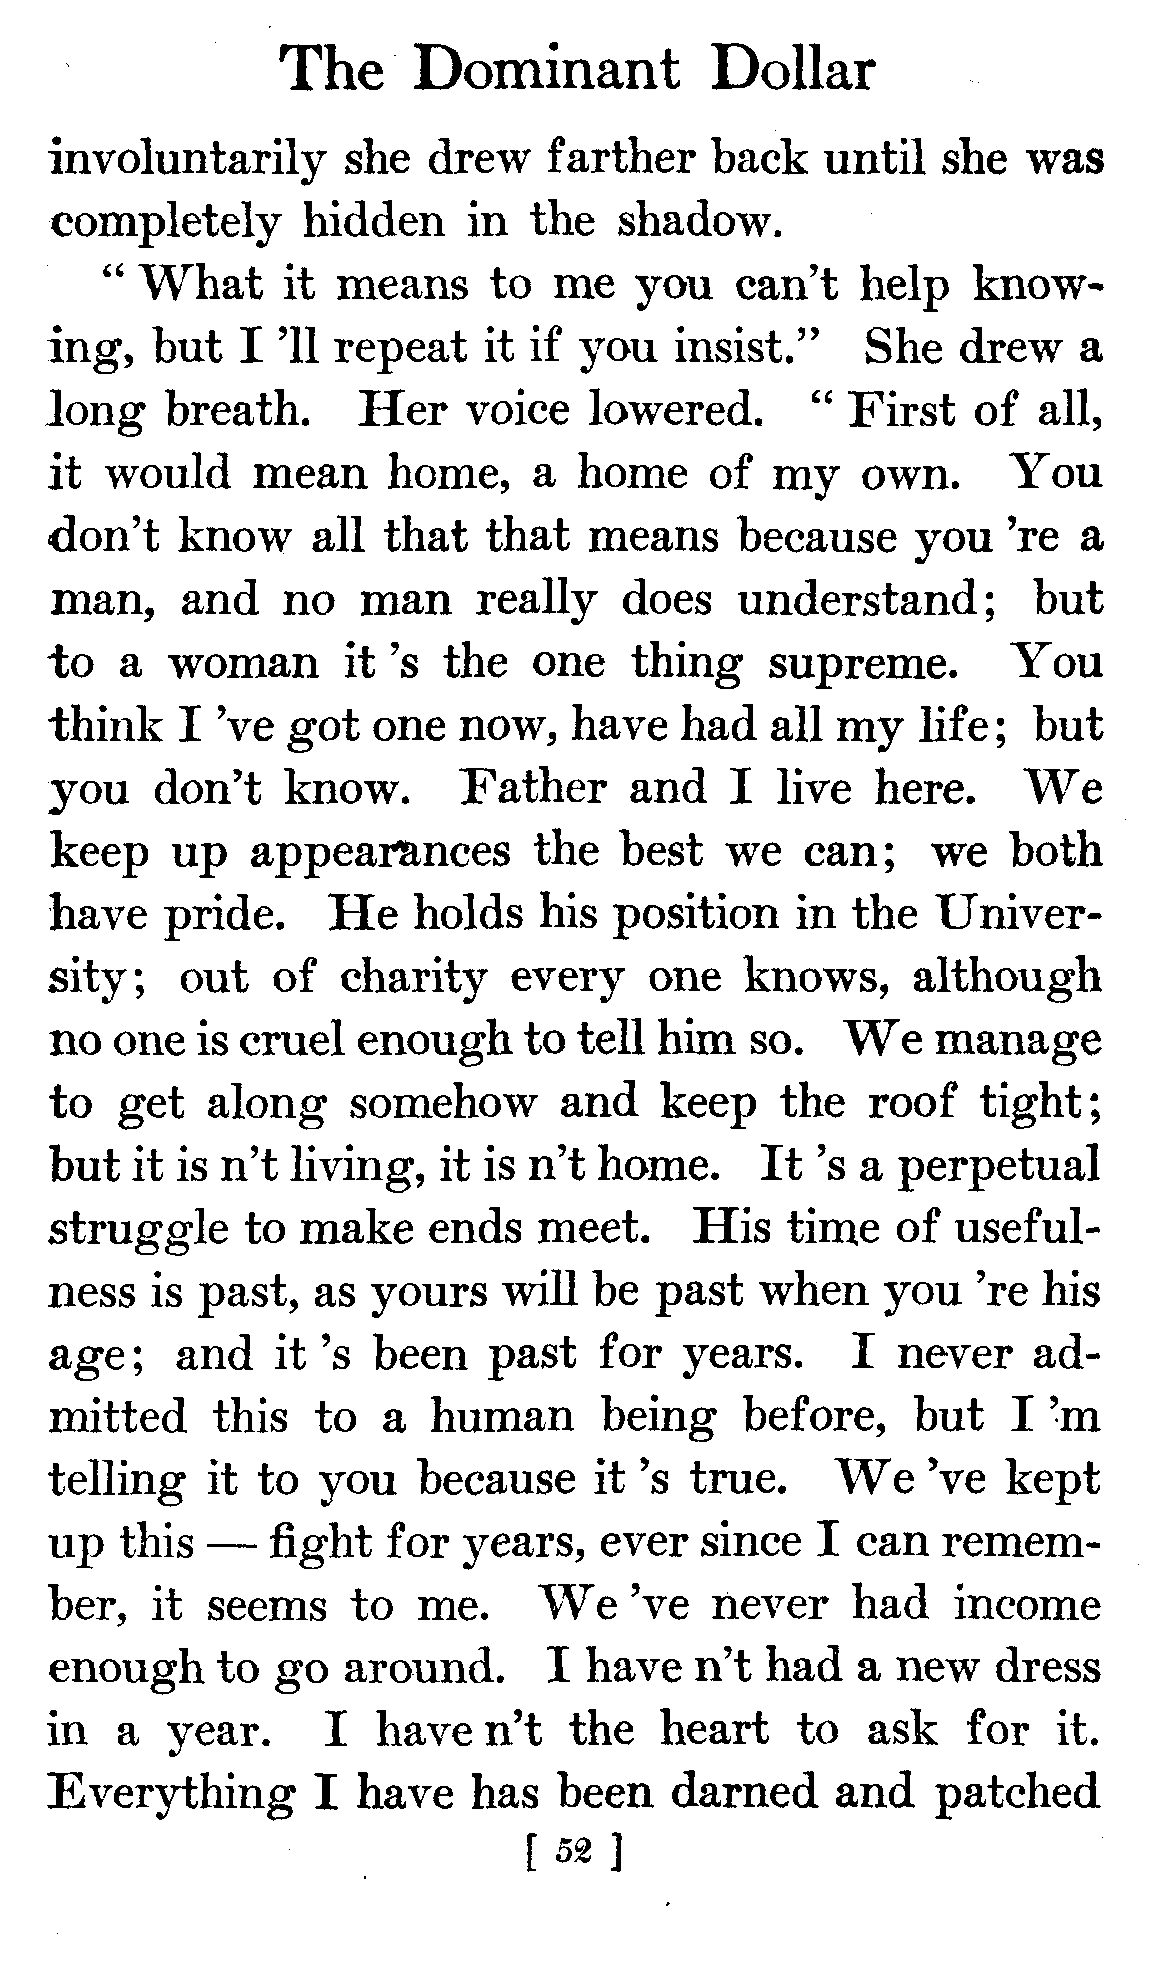 The Dominant Dollar
involuntarily she drew farther back until she was
completely hidden in the shadow.
“ What it means to me you can’t help know-
ing, but I ’ll repeat it if you insist.” She drew a
long breath. Her voice lowered. “ First of all,
it would mean home, a home of my own. You
don’t know all that that means because you ’re a
man, and no man really does understand; but
to a woman it ’s the one thing supreme. You
think I ’ve got one now, have had all my life; but
you don’t know. Father and I live here. We
keep up appearances the best we can; we both
have pride. He holds his position in the Univer-
sity; out of charity every one knows, although
no one is cruel enough to tell him so. We manage
to get along somehow and keep the roof tight;
but it is n’t living, it is n’t home. It ’s a perpetual
struggle to make ends meet. His time of useful-
ness is past, as yours will be past when you ’re his
age; and it ’s been past for years. I never ad-
mitted this to a human being before, but I ’m
telling it to you because it ’s true. We ’ve kept
up this — fight for years, ever since I can remem-
ber, it seems to me. We ’ve never had income
enough to go around. I have n’t had a new dress
in a year. I have n’t the heart to ask for it.
Everything I have has been darned and patched
[ 52 ]